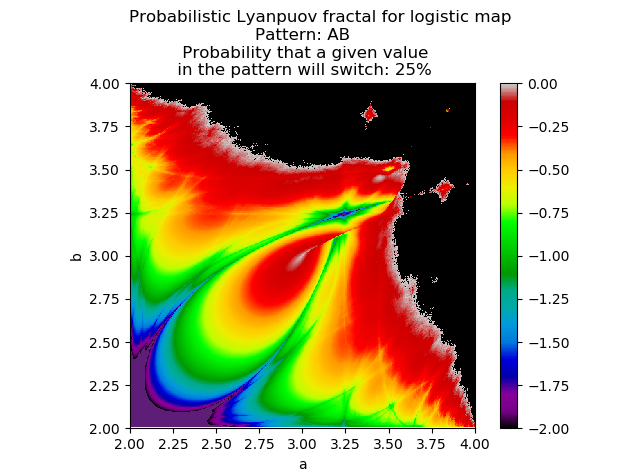 Probabilistic Lyanpuov fractal for logistic map
Pattern: AB
Probability that a given value
in the pattern will switch: 25%
4.00
3.75
3.50
3.25
3.00
2.75
2.50
2.25
2.00
b
2.00 2.25 2.50 2.75 3.00 3.25 3.50 3.75 4.00
a
0.00
−0.25
−0.50
−0.75
−1.00
−1.25
−1.50
−1.75
−2.00